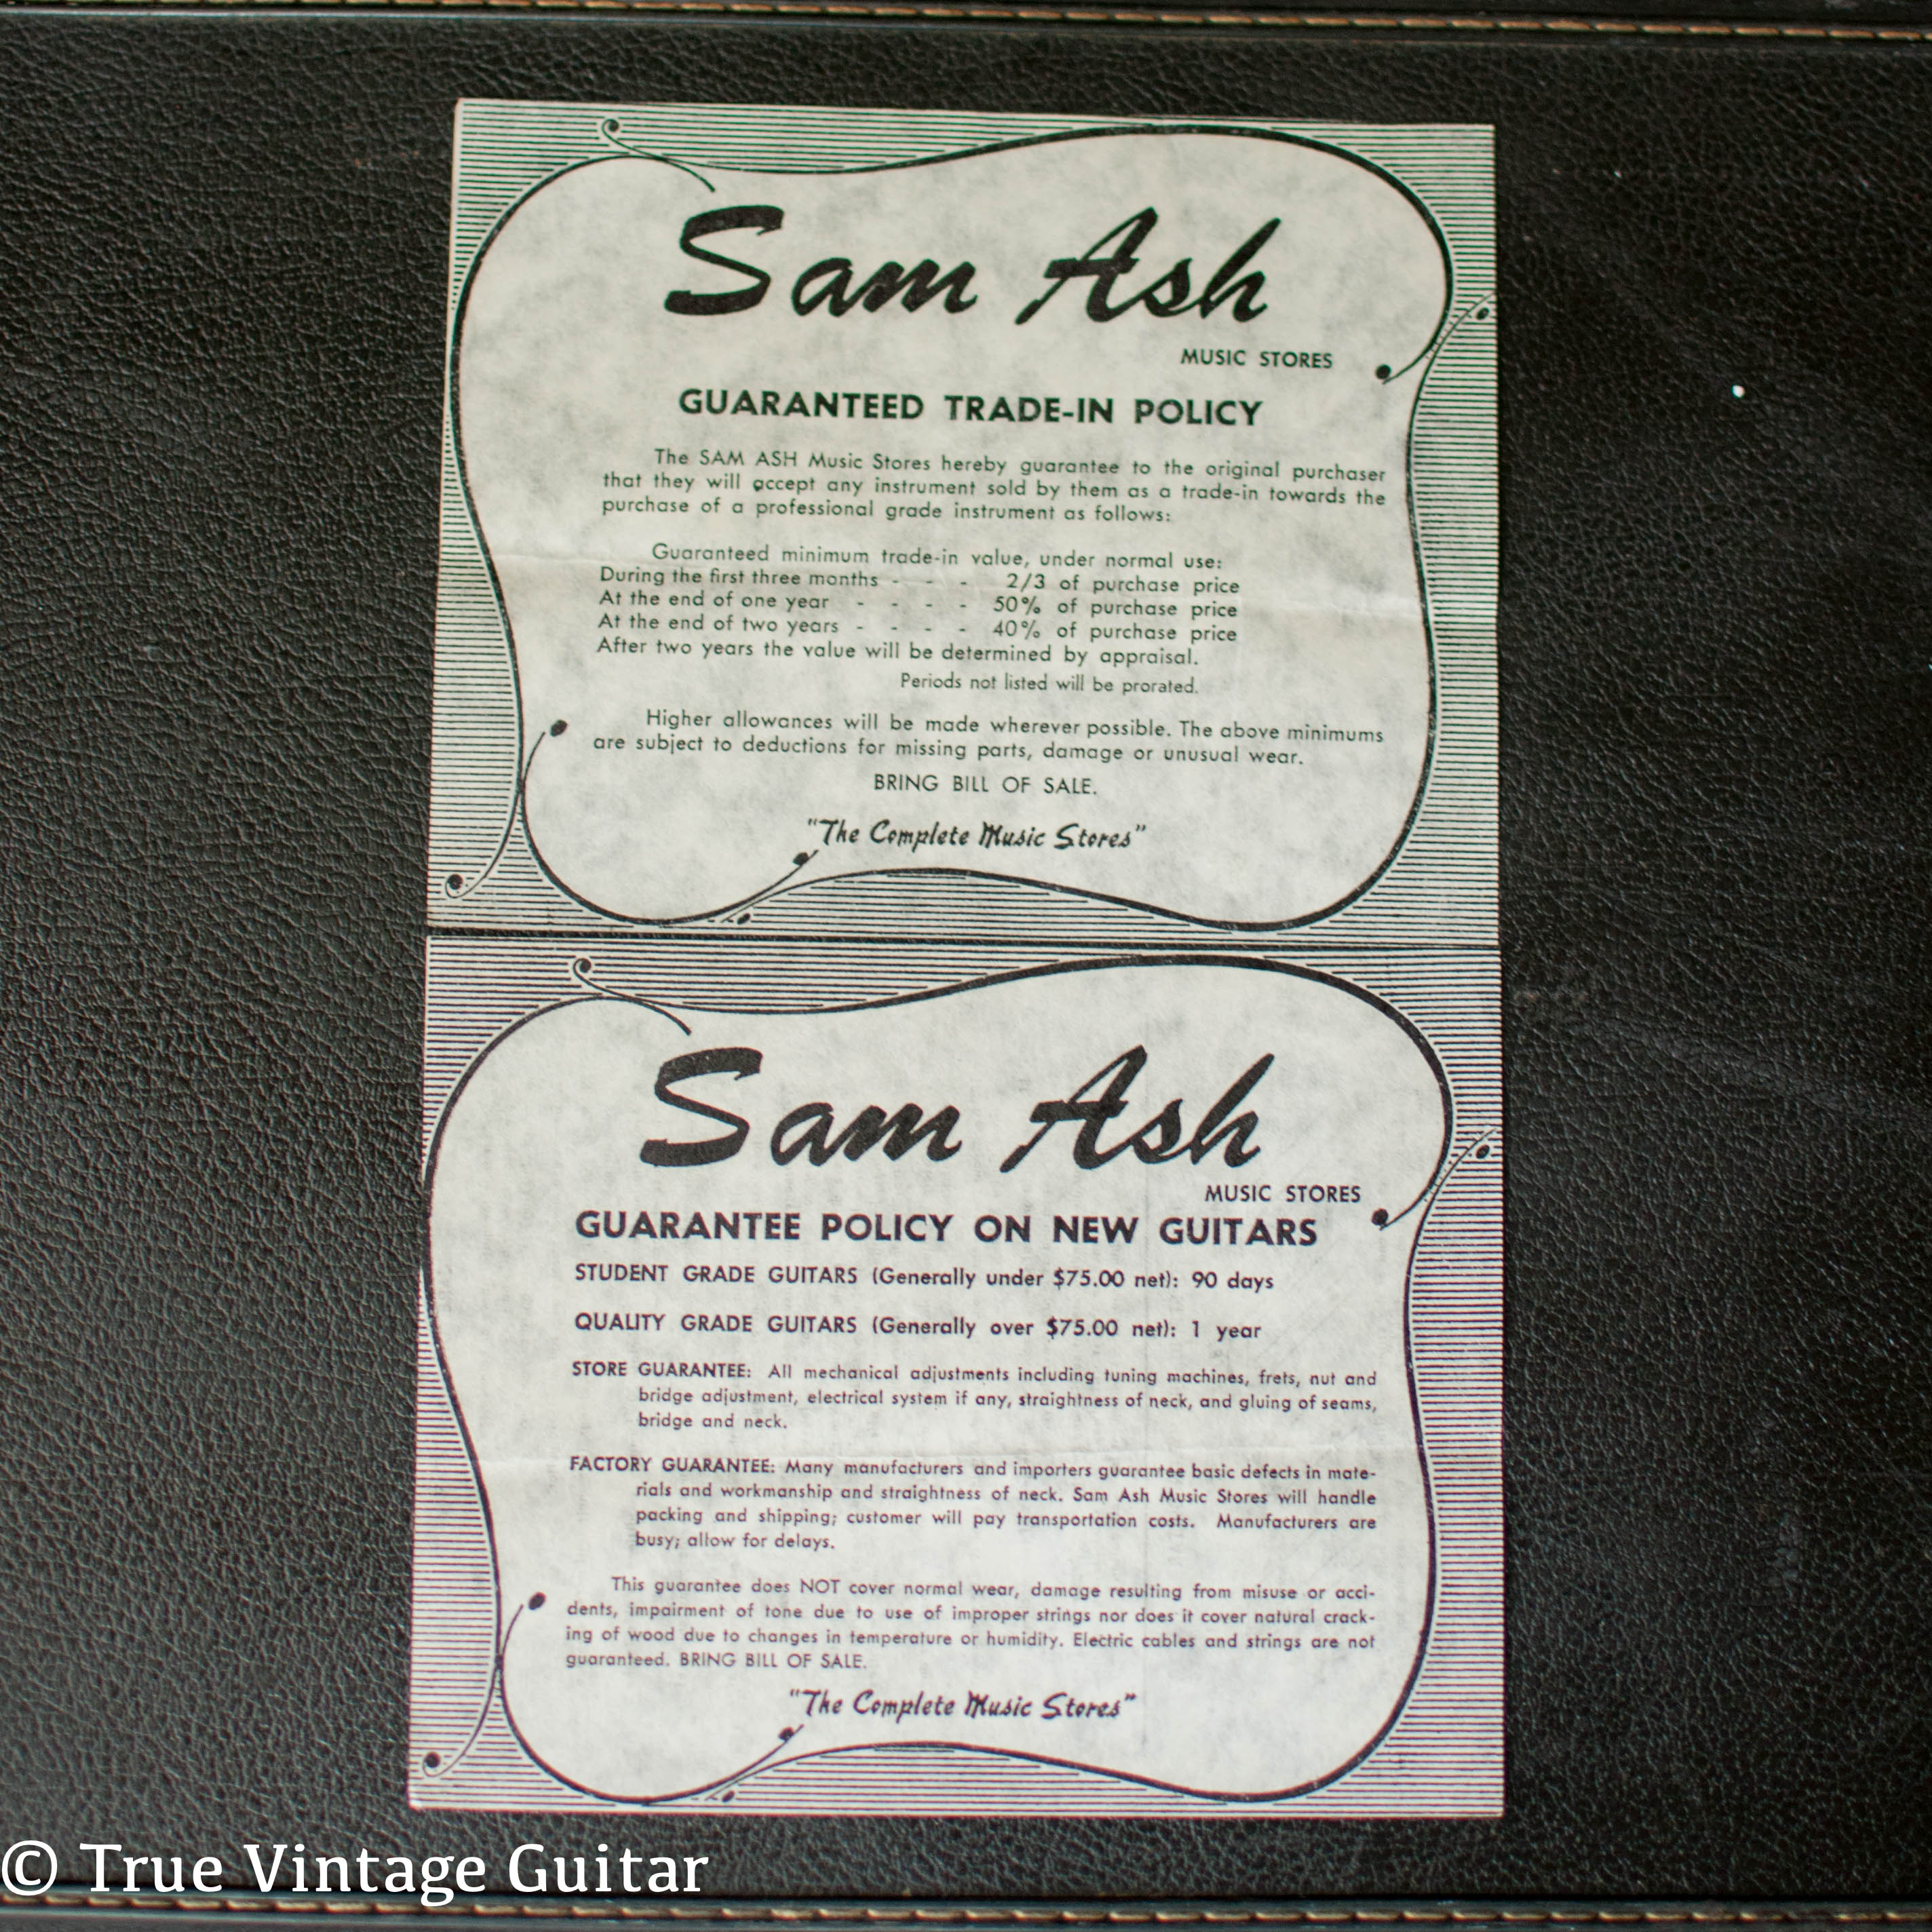 Sam Ash
MUSIC STORES
GUARANTEED TRADE-IN POLICY
The SAM ASH Music Stores hereby guarantee to the original purchaser
that they will accept any instrument sold by them as a trade-in towards the
purchase of a professional grade instrument as follows:
Guaranteed minimum trade-in value, under normal use:
During the first three months - - - 2/3 of purchase price
At the end of one year - - - - 50% of purchase price
At the end of two years - - - - 40% of purchase price
After two years the value will be determined by appraisal.
Periods not listed will be prorated.
Higher allowances will be made wherever possible. The above minimums
are subject to deductions for missing parts, damage or unusual wear.
BRING BILL OF SALE.
"The Complete Music Stores"
Sam Ash
MUSIC STORES
GUARANTEE POLICY ON NEW GUITARS
STUDENT GRADE GUITARS (Generally under $75.00 net): 90 days
QUALITY GRADE GUITARS (Generally over $75.00 net): 1 year
STORE GUARANTEE: All mechanical adjustments including tuning machines, frets, nut and
bridge adjustment, electrical system if any, straightness of neck, and gluing of seams,
bridge and neck.
FACTORY GUARANTEE: Many manufacturers and importers guarantee basic defects in mate-
rials and workmanship and straightness of neck. Sam Ash Music Stores will handle
packing and shipping; customer will pay transportation costs. Manufacturers are
busy; allow for delays.
This guarantee does NOT cover normal wear, damage resulting from misuse or acci-
dents, impairment of tone due to use of improper strings nor does it cover natural crack-
ing of wood due to changes in temperature or humidity. Electric cables and strings are not
guaranteed. BRING BILL OF SALE.
"The Complete Music Stores"
© True Vintage Guitar